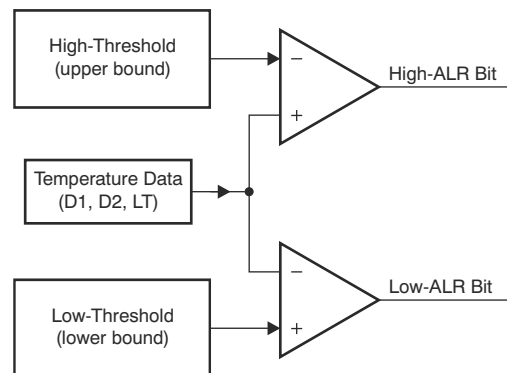 High-Threshold
(upper bound)
−
+
High-ALR Bit
Temperature Data
(D1, D2, LT)
−
+
Low-ALR Bit
Low-Threshold
(lower bound)